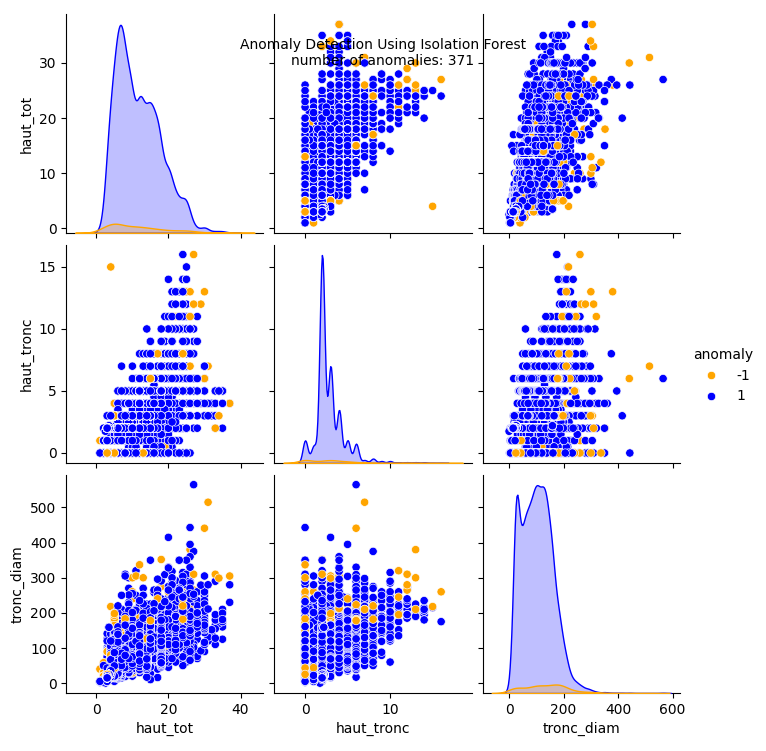 Anomaly Detection Using Isolation Forest
number of anomalies: 371
haut_tot
30
20
10
0
haut_tronc
15
10
5
0
anomaly
-1
1
tronc_diam
500
400
300
200
100
0
0 20 40
haut_tot
0 10
haut_tronc
0 200 400 600
tronc_diam